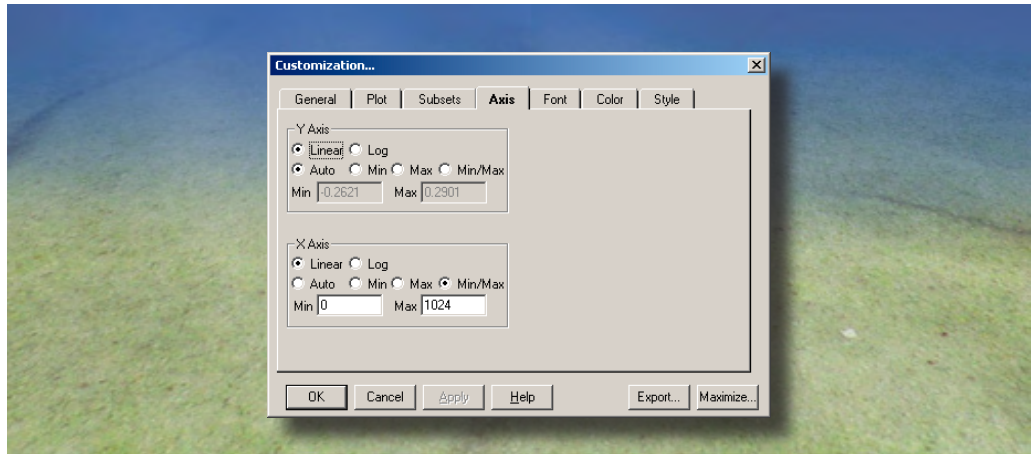 Customization...
General Plot Subsets Axis Font Color Style
Y Axis
Linear Log
Auto Min Max Min/Max
Min -0.2621 Max 0.2901
X Axis
Linear Log
Auto Min Max Min/Max
Min 0 Max 1024
OK Cancel Apply Help Export... Maximize...